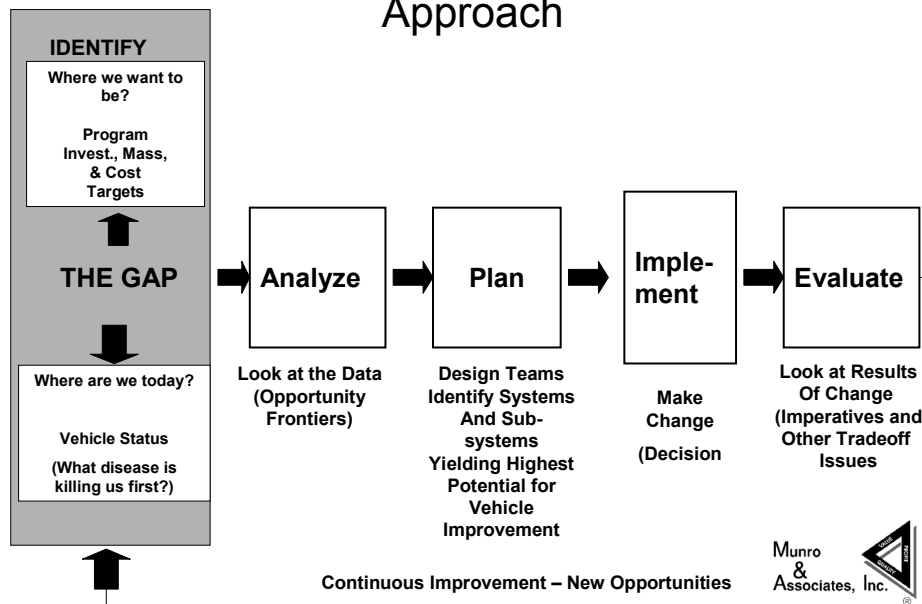 Approach
IDENTIFY
Where we want to
be?
Program
Invest., Mass,
& Cost
Targets
THE GAP
Where are we today?
Vehicle Status
(What disease is
killing us first?)
Analyze
Look at the Data
(Opportunity
Frontiers)
Plan
Design Teams
Identify Systems
And Sub-
systems
Yielding Highest
Potential for
Vehicle
Improvement
Imple-
ment
Make
Change
(Decision
Evaluate
Look at Results
Of Change
(Imperatives and
Other Tradeoff
Issues
Continuous Improvement – New Opportunities
Munro
&
Associates, Inc.
VALUE
PROFIT
QUALITY
®